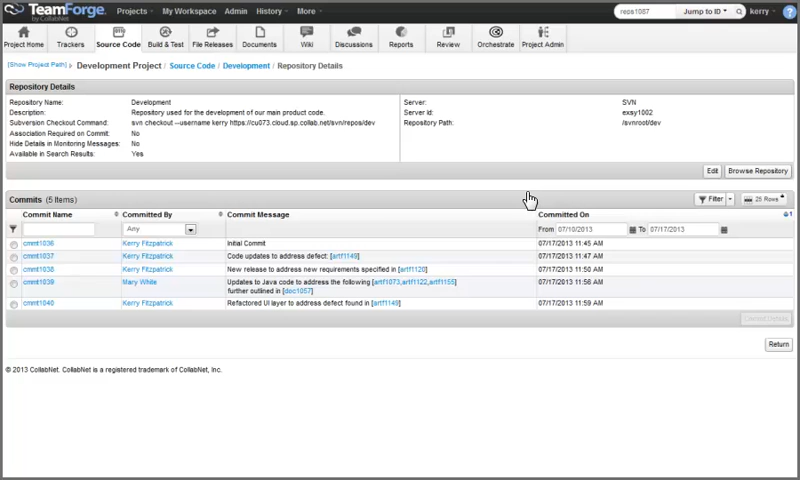 TeamForge
by COLLABNET
Projects
My Workspace
Admin
History
More
reps1087
Jump to ID
kerry
Project Home
Trackers
Source Code
Build & Test
File Releases
Documents
Wiki
Discussions
Reports
Review
Orchestrate
Project Admin
[Show Project Path] Development Project / Source Code / Development / Repository Details
Repository Details
Repository Name: Development
Description: Repository used for the development of our main product code.
Subversion Checkout Command: svn checkout --username kerry https://cu073.cloud.sp.collab.net/svn/repos/dev
Association Required on Commit: No
Hide Details in Monitoring Messages: No
Available in Search Results: Yes
Server: SVN
Server id: exsy1002
Repository Path: /svnroot/dev
Edit
Browse Repository
Commits (5 Items)
Filter
25 Rows
Commit Name Committed By Commit Message Committed On 1
Any From 07/10/2013 To 07/17/2013
cmmt1036 Kerry Fitzpatrick Initial Commit 07/17/2013 11:45 AM
cmmt1037 Kerry Fitzpatrick Code updates to address defect: [artf1149] 07/17/2013 11:47 AM
cmmt1038 Kerry Fitzpatrick New release to address new requirements specified in [artf1120] 07/17/2013 11:50 AM
cmmt1039 Mary White Updates to Java code to address the following [artf1073,artf1122,artf1155] 07/17/2013 11:56 AM
further outlined in [doc1057]
cmmt1040 Kerry Fitzpatrick Refactored UI layer to address defect found in [artf1149] 07/17/2013 11:59 AM
Commit Details
Return
© 2013 CollabNet. CollabNet is a registered trademark of CollabNet, Inc.